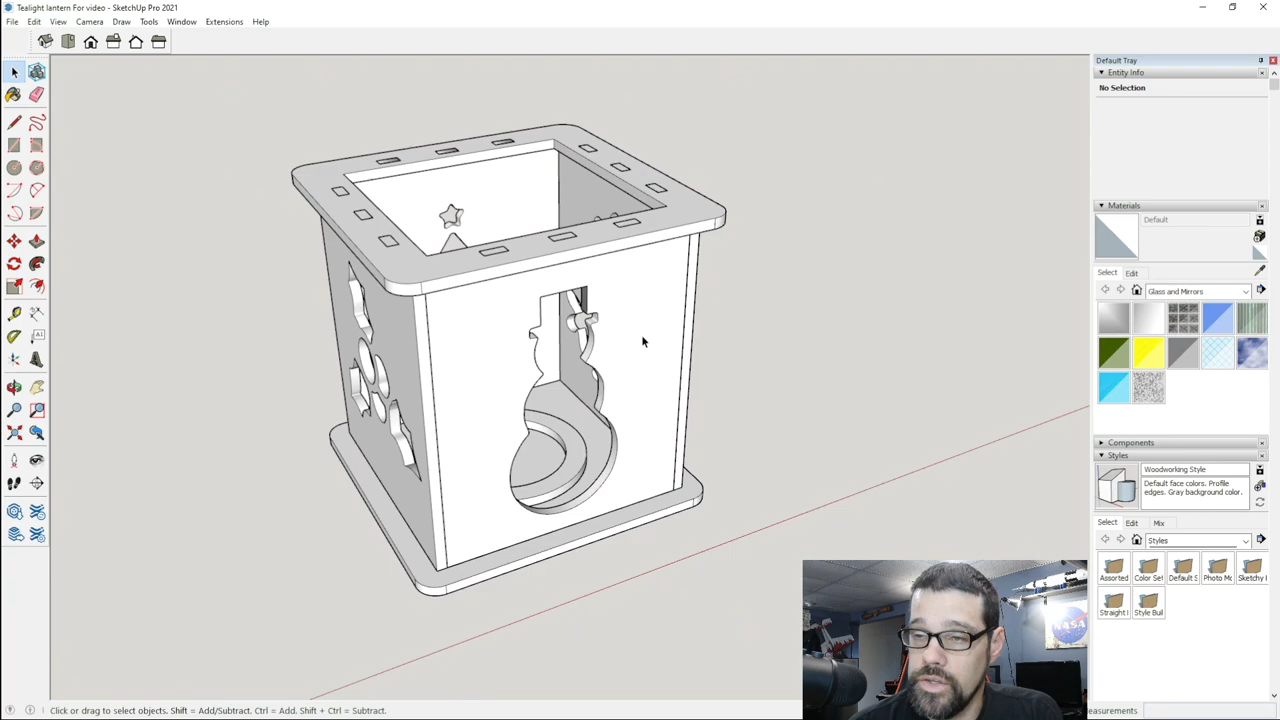 Tealight lantern For video - SketchUp Pro 2021
File Edit View Camera Draw Tools Window Extensions Help
Default Tray
Entity Info
No Selection
Materials
Default
Select Edit
Glass and Mirrors
Components
Styles
Woodworking Style
Default face colors. Profile
edges. Gray background color.
Select Edit Mix
Styles
Assorted Color Set Default S Photo Mo Sketchy
Straight Style Buil
NASA
Click or drag to select objects. Shift = Add/Subtract. Ctrl = Add. Shift + Ctrl = Subtract.
easurements